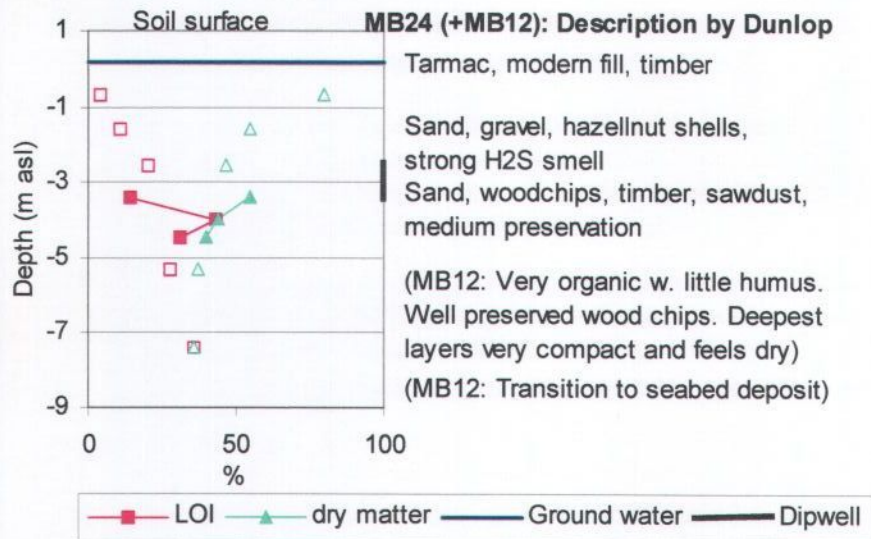 Soil surface
MB24 (+MB12): Description by Dunlop
1
-1
-3
-5
-7
-9
Depth (m asl)
0
50
100
%
Tarmac, modern fill, timber
Sand, gravel, hazellnut shells,
strong H2S smell
Sand, woodchips, timber, sawdust,
medium preservation
(MB12: Very organic w. little humus.
Well preserved wood chips. Deepest
layers very compact and feels dry)
(MB12: Transition to seabed deposit)
LOI
dry matter
Ground water
Dipwell